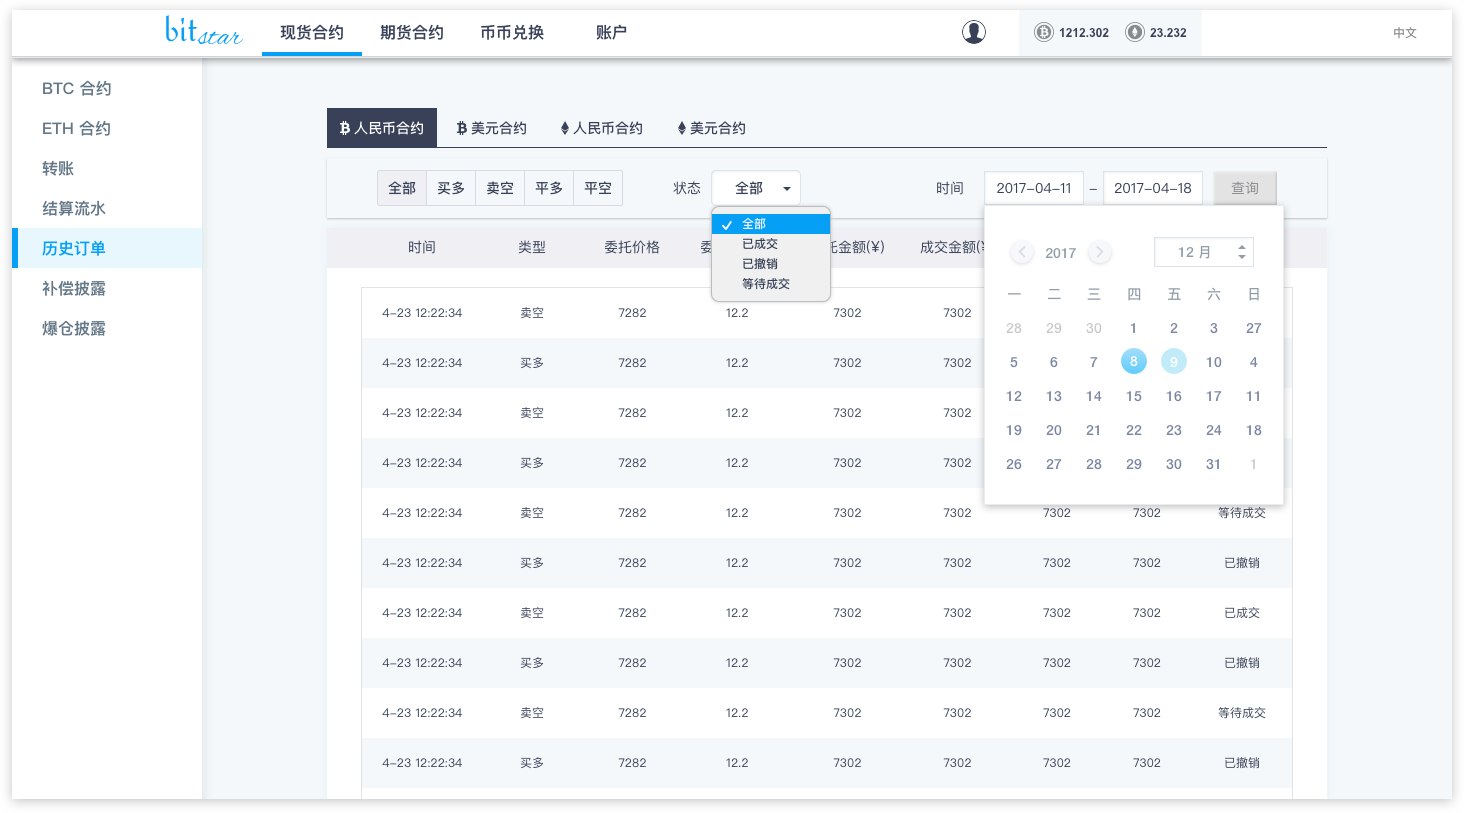 bitstar 现货合约 期货合约 币币兑换 账户 1212.302 23.232 中文
BTC 合约
ETH 合约
转账
结算流水
历史订单
补偿披露
爆仓披露
人民币合约 美元合约 人民币合约 美元合约
全部 买多 卖空 平多 平空 状态 全部 时间 2017-04-11 – 2017-04-18 查询
全部
已成交
已撤销
等待成交
时间 类型 委托价格 托金额(¥) 成交金额(
2017 12 月
一 二 三 四 五 六 日
28 29 30 1 2 3 27
5 6 7 8 9 10 4
12 13 14 15 16 17 11
19 20 21 22 23 24 18
26 27 28 29 30 31 1
4-23 12:22:34 卖空 7282 12.2 7302 7302
4-23 12:22:34 买多 7282 12.2 7302 7302
4-23 12:22:34 卖空 7282 12.2 7302 7302
4-23 12:22:34 买多 7282 12.2 7302 7302
4-23 12:22:34 卖空 7282 12.2 7302 7302 7302 7302 等待成交
4-23 12:22:34 买多 7282 12.2 7302 7302 7302 7302 已撤销
4-23 12:22:34 卖空 7282 12.2 7302 7302 7302 7302 已成交
4-23 12:22:34 买多 7282 12.2 7302 7302 7302 7302 已撤销
4-23 12:22:34 卖空 7282 12.2 7302 7302 7302 7302 等待成交
4-23 12:22:34 买多 7282 12.2 7302 7302 7302 7302 已撤销